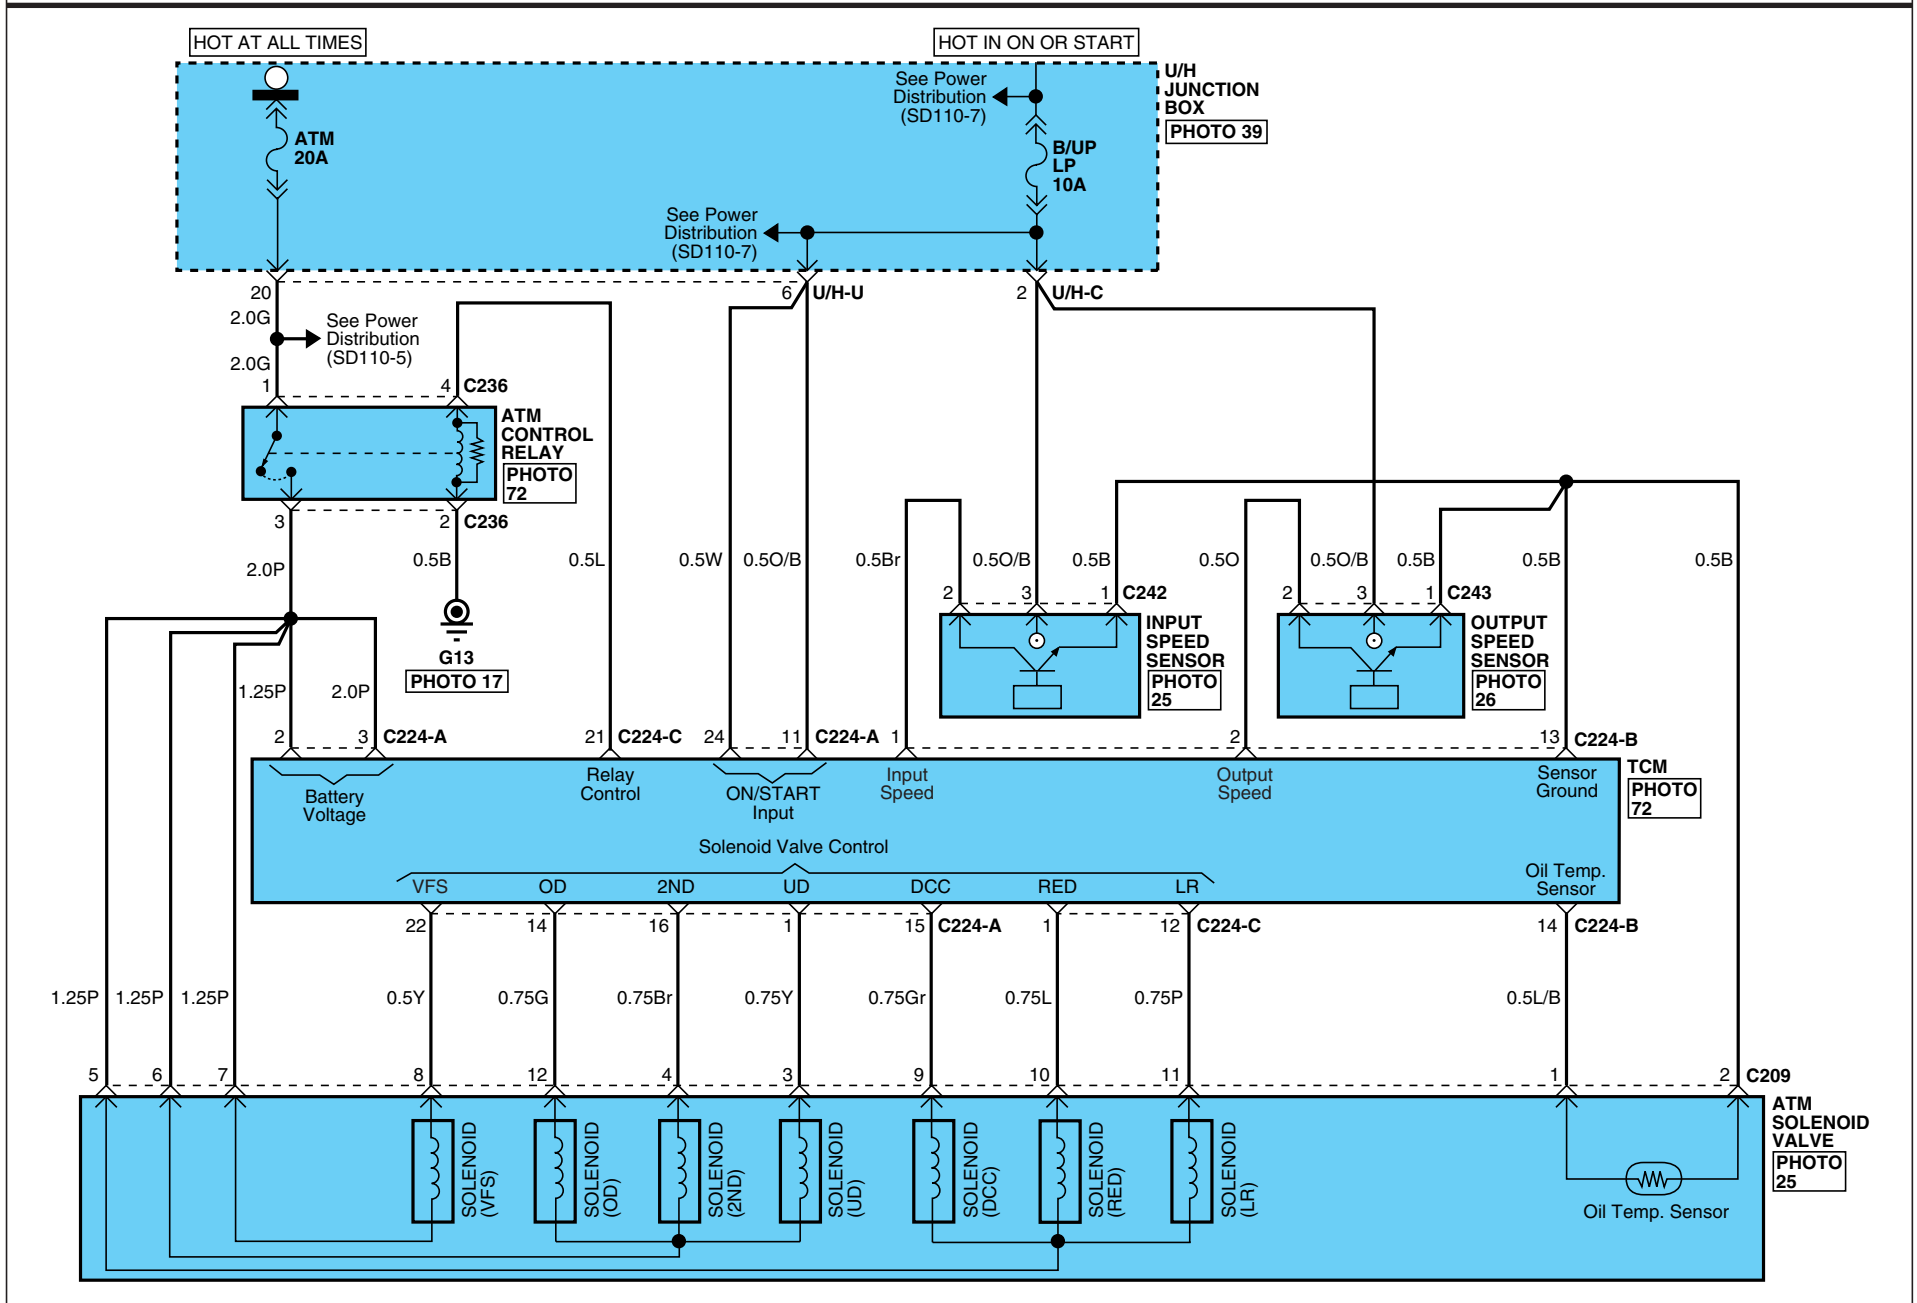 HOT AT ALL TIMES
HOT IN ON OR START
U/H
JUNCTION
BOX
PHOTO 39
See Power
Distribution
(SD110-7)
ATM
20A
B/UP
LP
10A
See Power
Distribution
(SD110-7)
20
6
U/H-U
2
U/H-C
2.0G
See Power
Distribution
(SD110-5)
2.0G
1
4
C236
ATM
CONTROL
RELAY
PHOTO
72
3
2
C236
2.0P
0.5B
0.5L
0.5W
0.5O/B
0.5Br
0.5O/B
0.5B
0.5O
0.5O/B
0.5B
0.5B
0.5B
2
3
1
C242
2
3
1
C243
INPUT
SPEED
SENSOR
PHOTO
25
OUTPUT
SPEED
SENSOR
PHOTO
26
G13
PHOTO 17
1.25P
2.0P
2
3
C224-A
21
C224-C
24
11
C224-A
1
2
13
C224-B
Battery
Voltage
Relay
Control
ON/START
Input
Input
Speed
Output
Speed
Sensor
Ground
TCM
PHOTO
72
Solenoid Valve Control
VFS
OD
2ND
UD
DCC
RED
LR
Oil Temp.
Sensor
22
14
16
1
15
C224-A
1
12
C224-C
14
C224-B
1.25P
1.25P
1.25P
0.5Y
0.75G
0.75Br
0.75Y
0.75Gr
0.75L
0.75P
0.5L/B
5
6
7
8
12
4
3
9
10
11
1
2
C209
ATM
SOLENOID
VALVE
PHOTO
25
SOLENOID
(VFS)
SOLENOID
(OD)
SOLENOID
(2ND)
SOLENOID
(UD)
SOLENOID
(DCC)
SOLENOID
(RED)
SOLENOID
(LR)
Oil Temp. Sensor